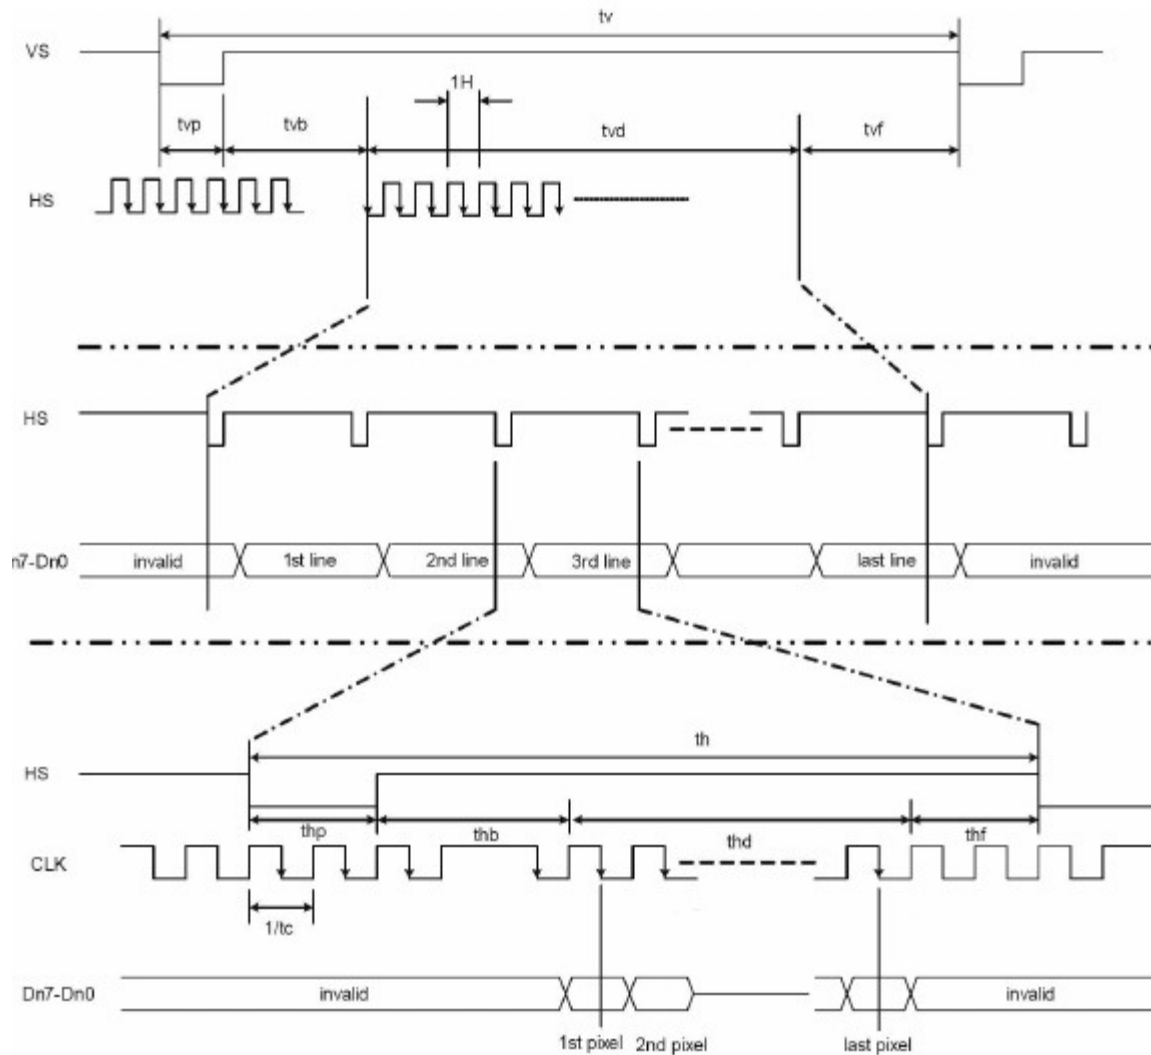 tv
VS
1H
tvp
tvb
tvd
tvf
HS
HS
n7-Dn0
invalid
1st line
2nd line
3rd line
last line
invalid
th
HS
thp
thb
thd
thf
CLK
1/tc
Dn7-Dn0
invalid
invalid
1st pixel
2nd pixel
last pixel